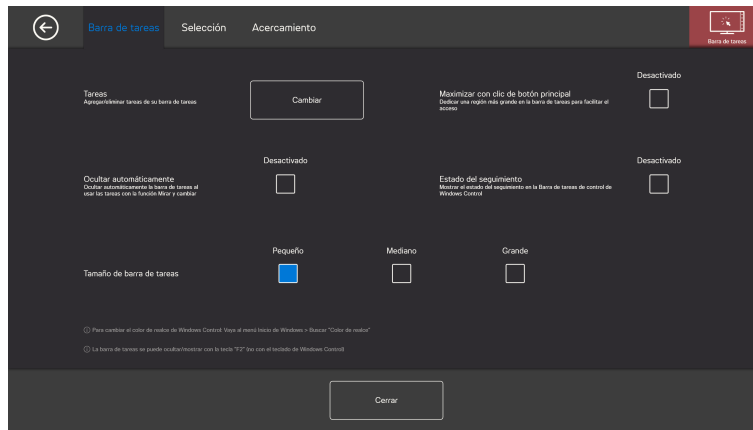 Barra de tareas
Selección
Acercamiento
Barra de tareas
Tareas
Agregar/eliminar tareas de su barra de tareas
Cambiar
Maximizar con clic de botón principal
Dedicar una región más grande en la barra de tareas para facilitar el
acceso
Desactivado
Ocultar automáticamente
Ocultar automáticamente la barra de tareas al
usar las tareas con la función Mirar y cambiar
Desactivado
Estado del seguimiento
Mostrar el estado del seguimiento en la Barra de tareas de control de
Windows Control
Desactivado
Tamaño de barra de tareas
Pequeño
Mediano
Grande
Para cambiar el color de realce de Windows Control: Vaya al menú Inicio de Windows > Buscar "Color de realce"
La barra de tareas se puede ocultar/mostrar con la tecla "F2" (no con el teclado de Windows Control)
Cerrar